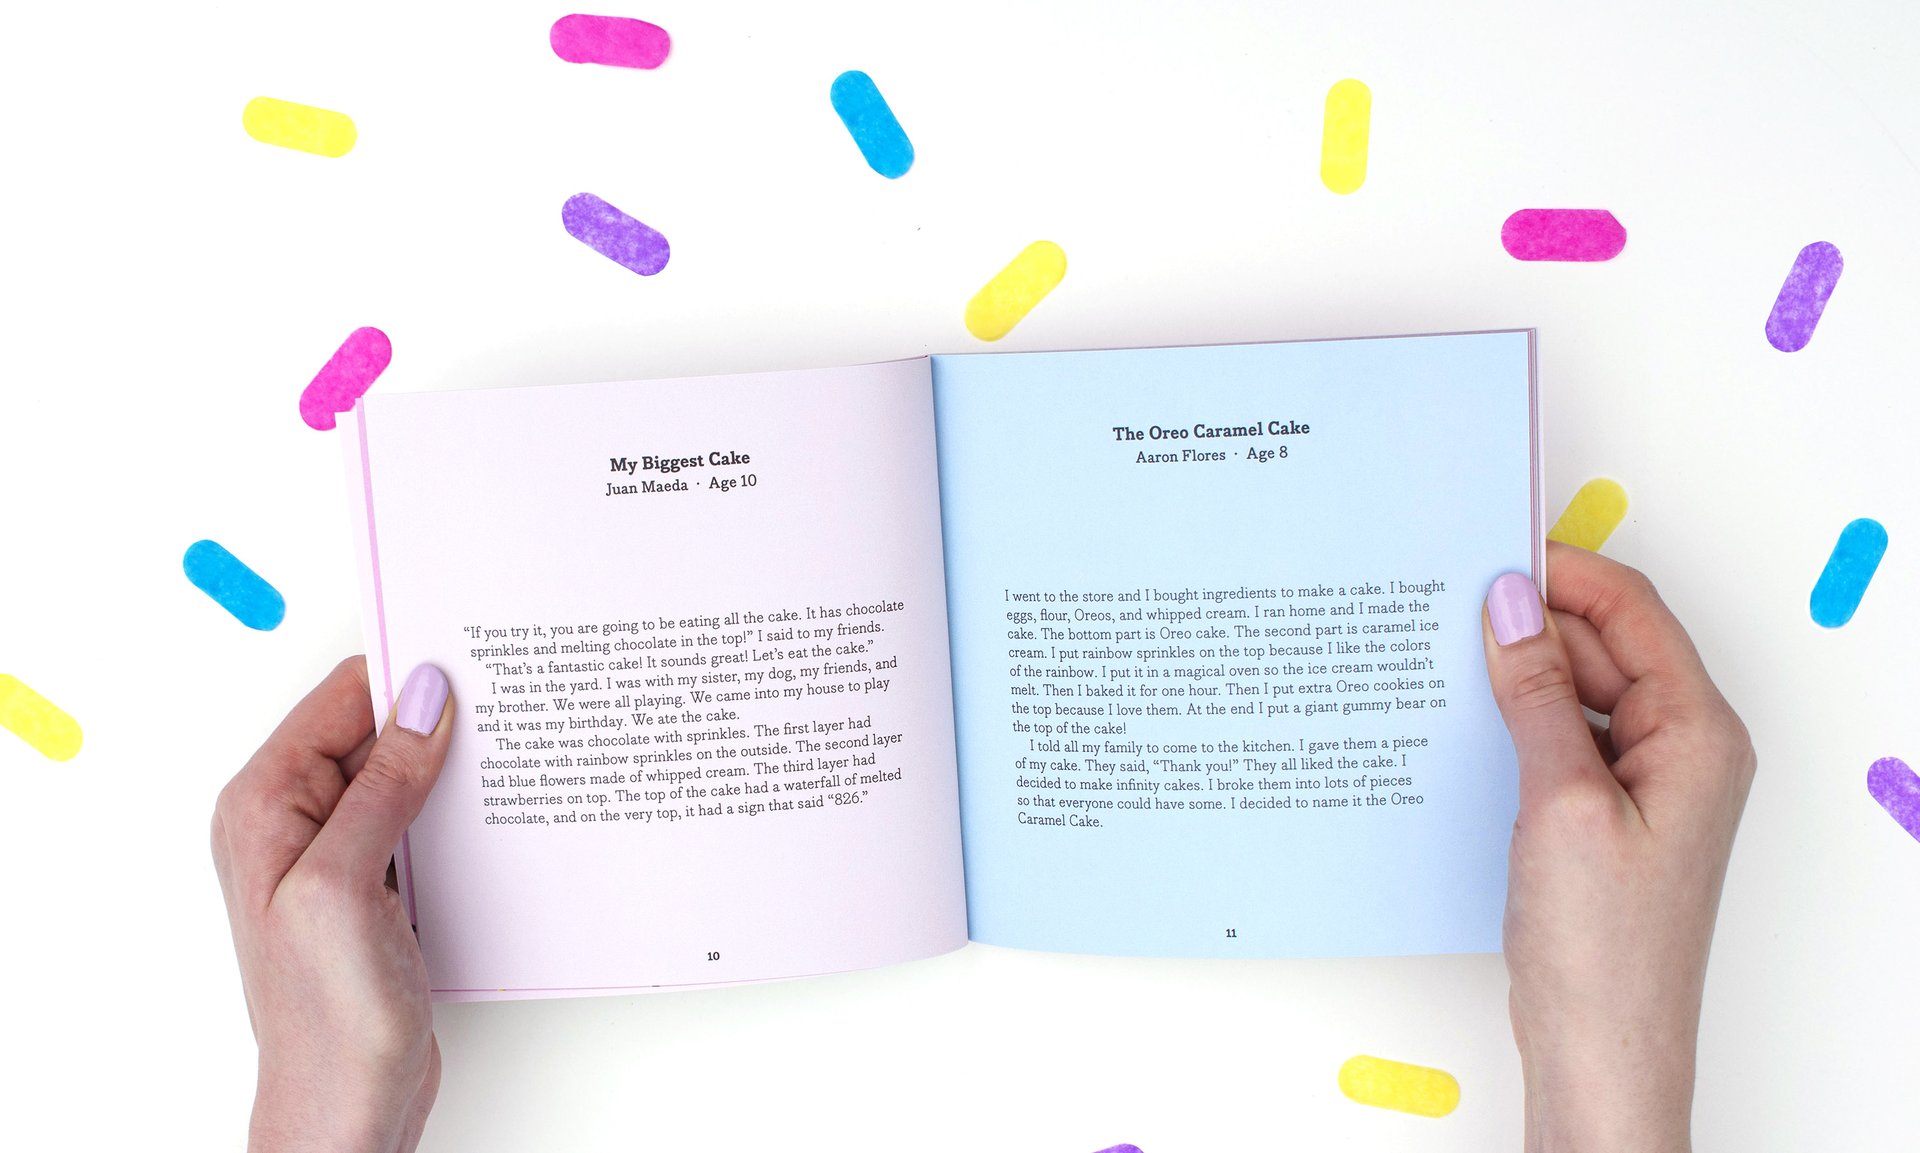 My Biggest Cake
Juan Maeda · Age 10
“If you try it, you are going to be eating all the cake. It has chocolate
sprinkles and melting chocolate in the top!” I said to my friends.
“That’s a fantastic cake! It sounds great! Let’s eat the cake.”
I was in the yard. I was with my sister, my dog, my friends, and
my brother. We were all playing. We came into my house to play
and it was my birthday. We ate the cake.
The cake was chocolate with sprinkles. The first layer had
chocolate with rainbow sprinkles on the outside. The second layer
had blue flowers made of whipped cream. The third layer had
strawberries on top. The top of the cake had a waterfall of melted
chocolate, and on the very top, it had a sign that said “826.”
10
The Oreo Caramel Cake
Aaron Flores · Age 8
I went to the store and I bought ingredients to make a cake. I bought
eggs, flour, Oreos, and whipped cream. I ran home and I made the
cake. The bottom part is Oreo cake. The second part is caramel ice
cream. I put rainbow sprinkles on the top because I like the colors
of the rainbow. I put it in a magical oven so the ice cream wouldn’t
melt. Then I baked it for one hour. Then I put extra Oreo cookies on
the top because I love them. At the end I put a giant gummy bear on
the top of the cake!
I told all my family to come to the kitchen. I gave them a piece
of my cake. They said, “Thank you!” They all liked the cake. I
decided to make infinity cakes. I broke them into lots of pieces
so that everyone could have some. I decided to name it the Oreo
Caramel Cake.
11